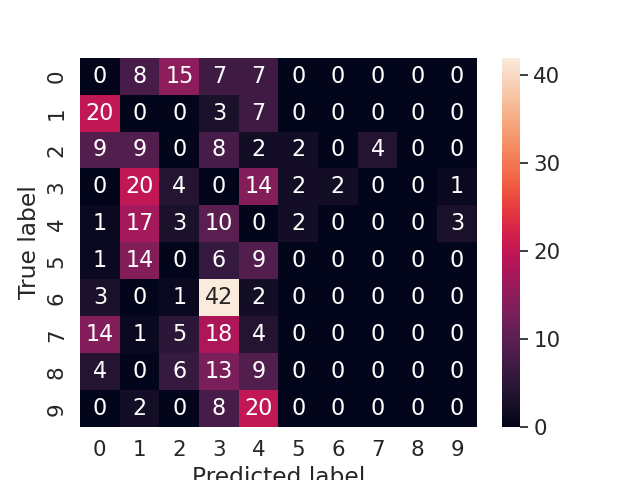 0 0 8 15 7 7 0 0 0 0 0 40
1 20 0 0 3 7 0 0 0 0 0
2 9 9 0 8 2 2 0 4 0 0 30
3 0 20 4 0 14 2 2 0 0 1
4 1 17 3 10 0 2 0 0 0 3
True label
5 1 14 0 6 9 0 0 0 0 0 20
6 3 0 1 42 2 0 0 0 0 0
7 14 1 5 18 4 0 0 0 0 0 10
8 4 0 6 13 9 0 0 0 0 0
9 0 2 0 8 20 0 0 0 0 0 0
0 1 2 3 4 5 6 7 8 9
Predicted label